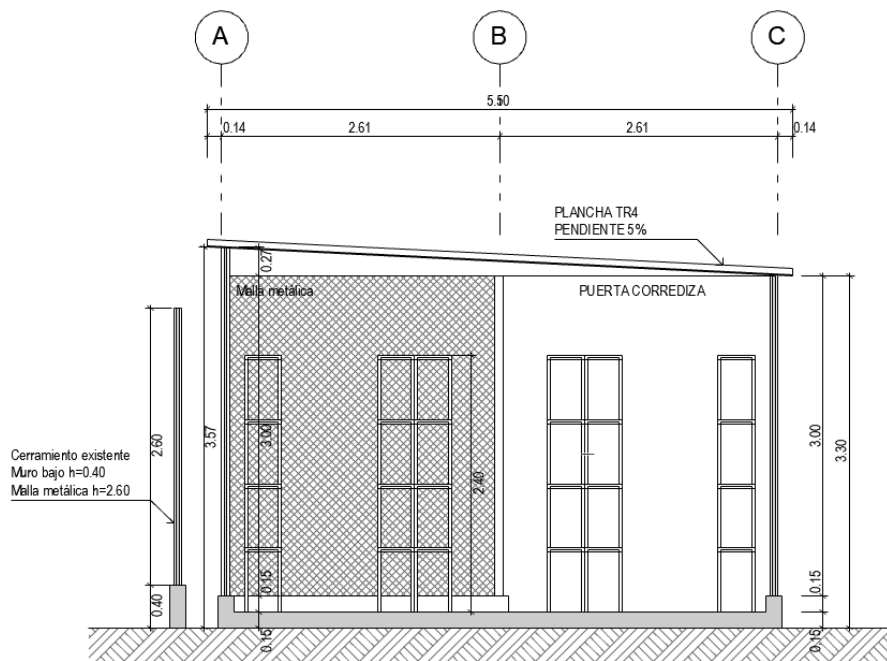 A
B
C
5.50
0.14
2.61
2.61
0.14
PLANCHA TR4
PENDIENTE 5%
0.27
Malla metálica
PUERTA CORREDIZA
2.60
3.57
3.00
2.40
3.00
3.30
Cerramiento existente
Muro bajo h=0.40
Malla metálica h=2.60
0.40
0.15
0.15
0.15
0.15